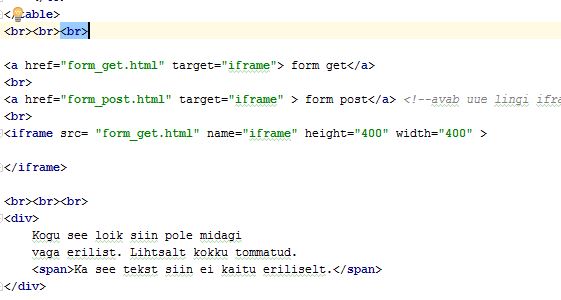 </table>
<br><br><br>
<a href="form_get.html" target="iframe"> form get</a>
<br>
<a href="form_post.html" target="iframe" > form post</a> <!--avab uue lingi ifra
<br>
<iframe src= "form_get.html" name="iframe" height="400" width="400" >
</iframe>
<br><br><br>
<div>
Kogu see loik siin pole midagi
vaga erilist. Lihtsalt kokku tommatud.
<span>Ka see tekst siin ei kaitu eriliselt.</span>
</div>